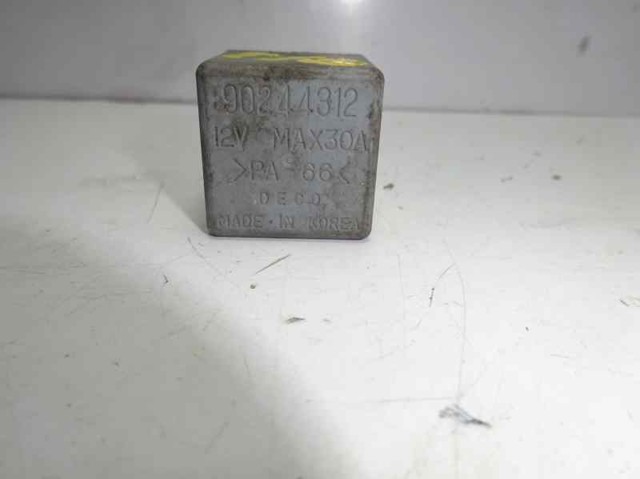 90244312
12V MAX30A
>PA-66<
DECO
MADE·IN KOREA